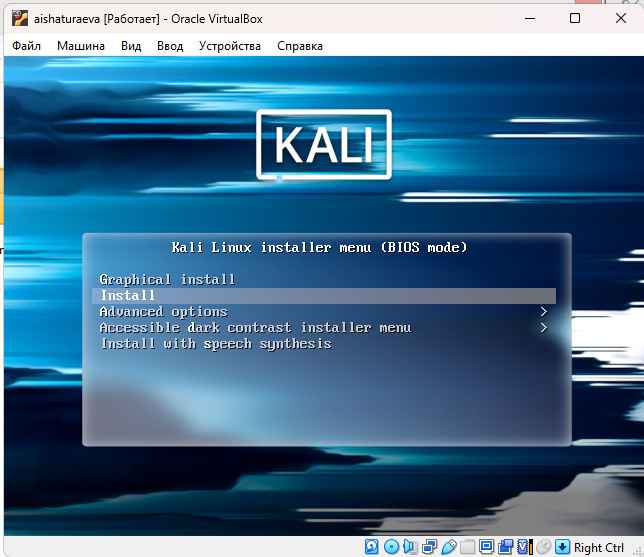 aishaturaeva [Работает] - Oracle VirtualBox
Файл Машина Вид Ввод Устройства Справка
KALI
Kali Linux installer menu (BIOS mode)
Graphical install
Install
Advanced options >
Accessible dark contrast installer menu >
Install with speech synthesis
Right Ctrl